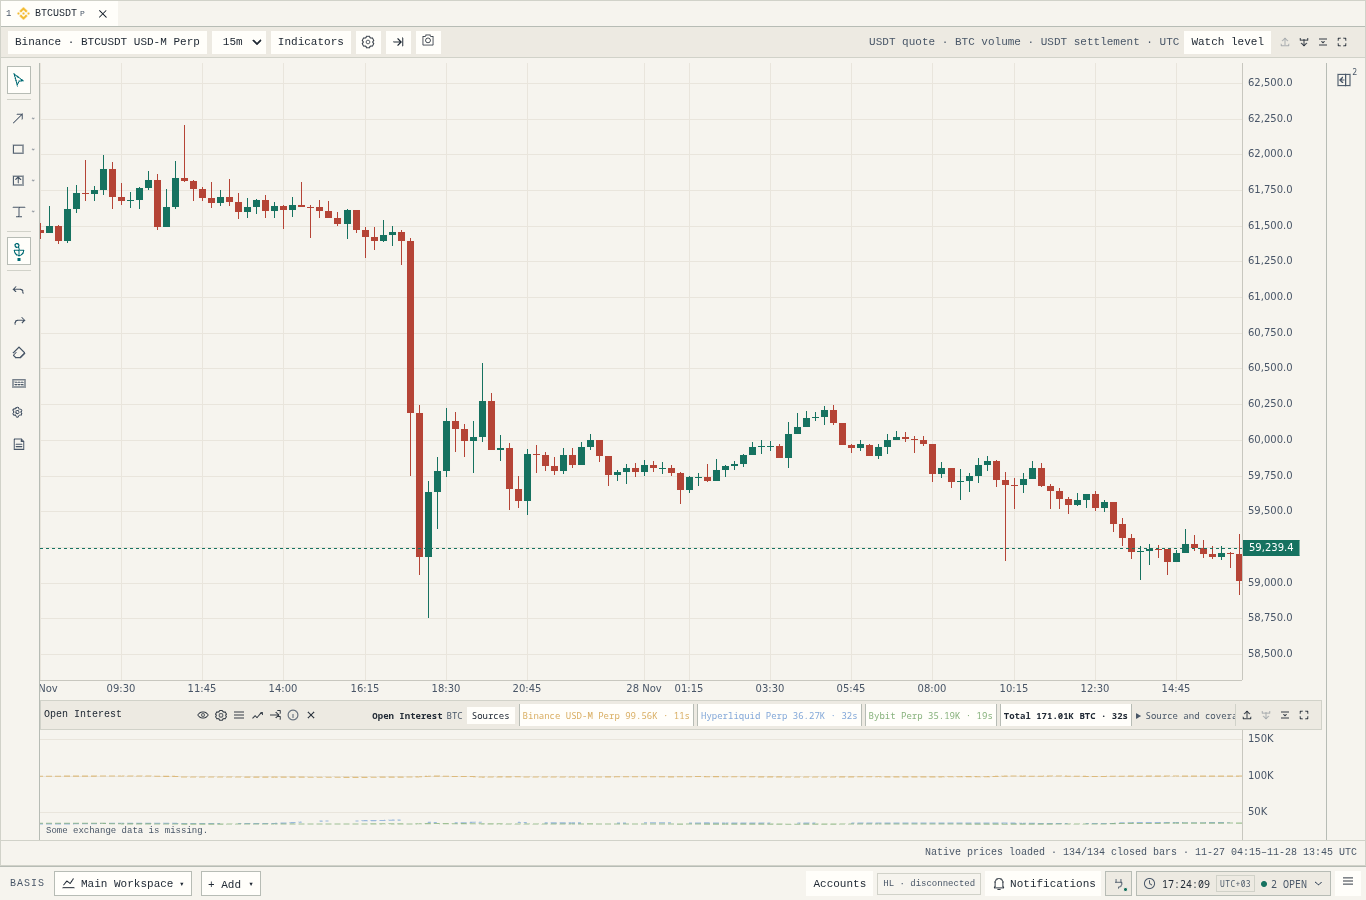 1 BTCUSDT P
Binance · BTCUSDT USD-M Perp 15m Indicators USDT quote · BTC volume · USDT settlement · UTC Watch level
2
62,500.0
62,250.0
62,000.0
61,750.0
61,500.0
61,250.0
61,000.0
60,750.0
60,500.0
60,250.0
60,000.0
59,750.0
59,500.0
59,239.4
59,000.0
58,750.0
58,500.0
Nov 09:30 11:45 14:00 16:15 18:30 20:45 28 Nov 01:15 03:30 05:45 08:00 10:15 12:30 14:45
Open Interest Open Interest BTC Sources Binance USD-M Perp 99.56K · 11s Hyperliquid Perp 36.27K · 32s Bybit Perp 35.19K · 19s Total 171.01K BTC · 32s Source and covera
150K
100K
50K
Some exchange data is missing.
Native prices loaded · 134/134 closed bars · 11-27 04:15–11-28 13:45 UTC
BASIS Main Workspace + Add Accounts HL · disconnected Notifications 17:24:09 UTC+03 2 OPEN